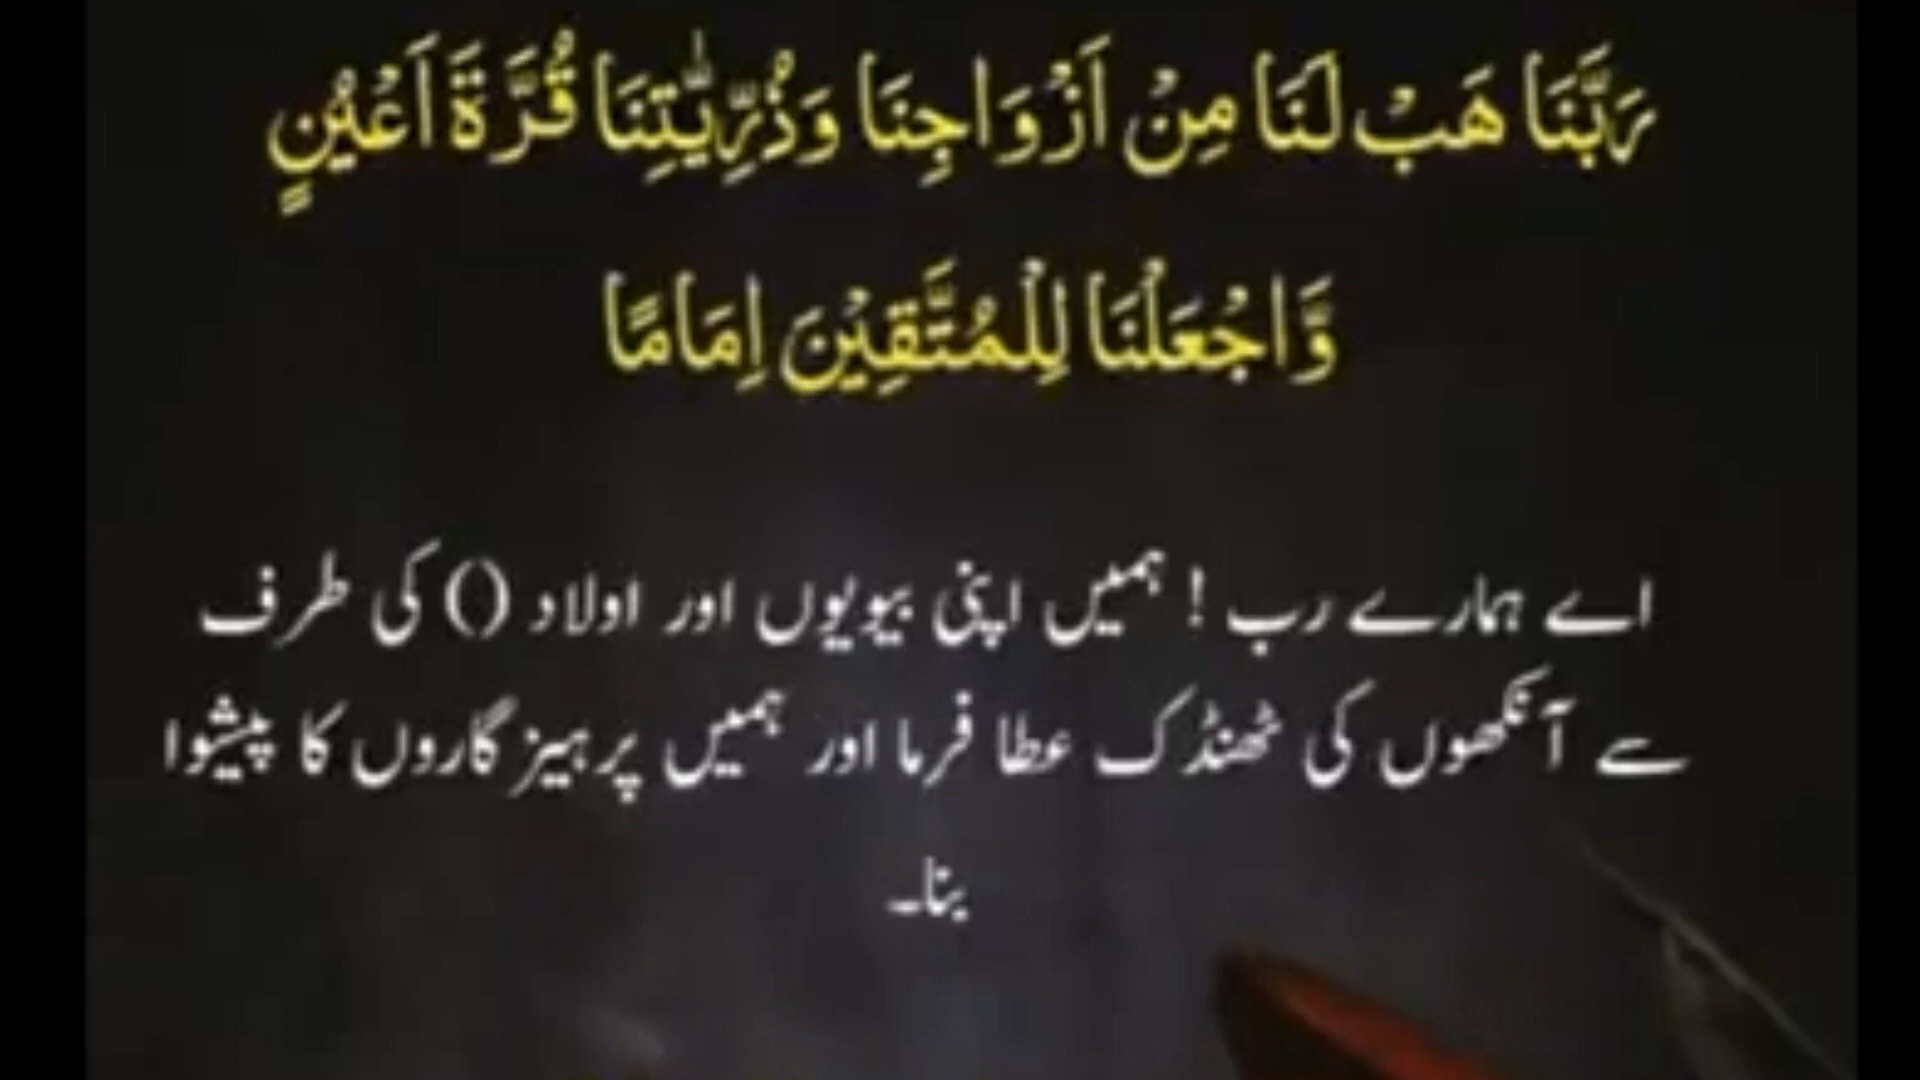 رَبَّنَا هَبْ لَنَا مِنْ اَزْوَاجِنَا وَذُرِّيّٰتِنَا قُرَّةَ اَعْيُنٍ
وَّاجْعَلْنَا لِلْمُتَّقِيْنَ اِمَامًا
اے ہمارے رب ! ہمیں اپنی بیویوں اور اولاد () کی طرف
سے آنکھوں کی ٹھنڈک عطا فرما اور ہمیں پرہیزگاروں کا پیشوا
بنا۔